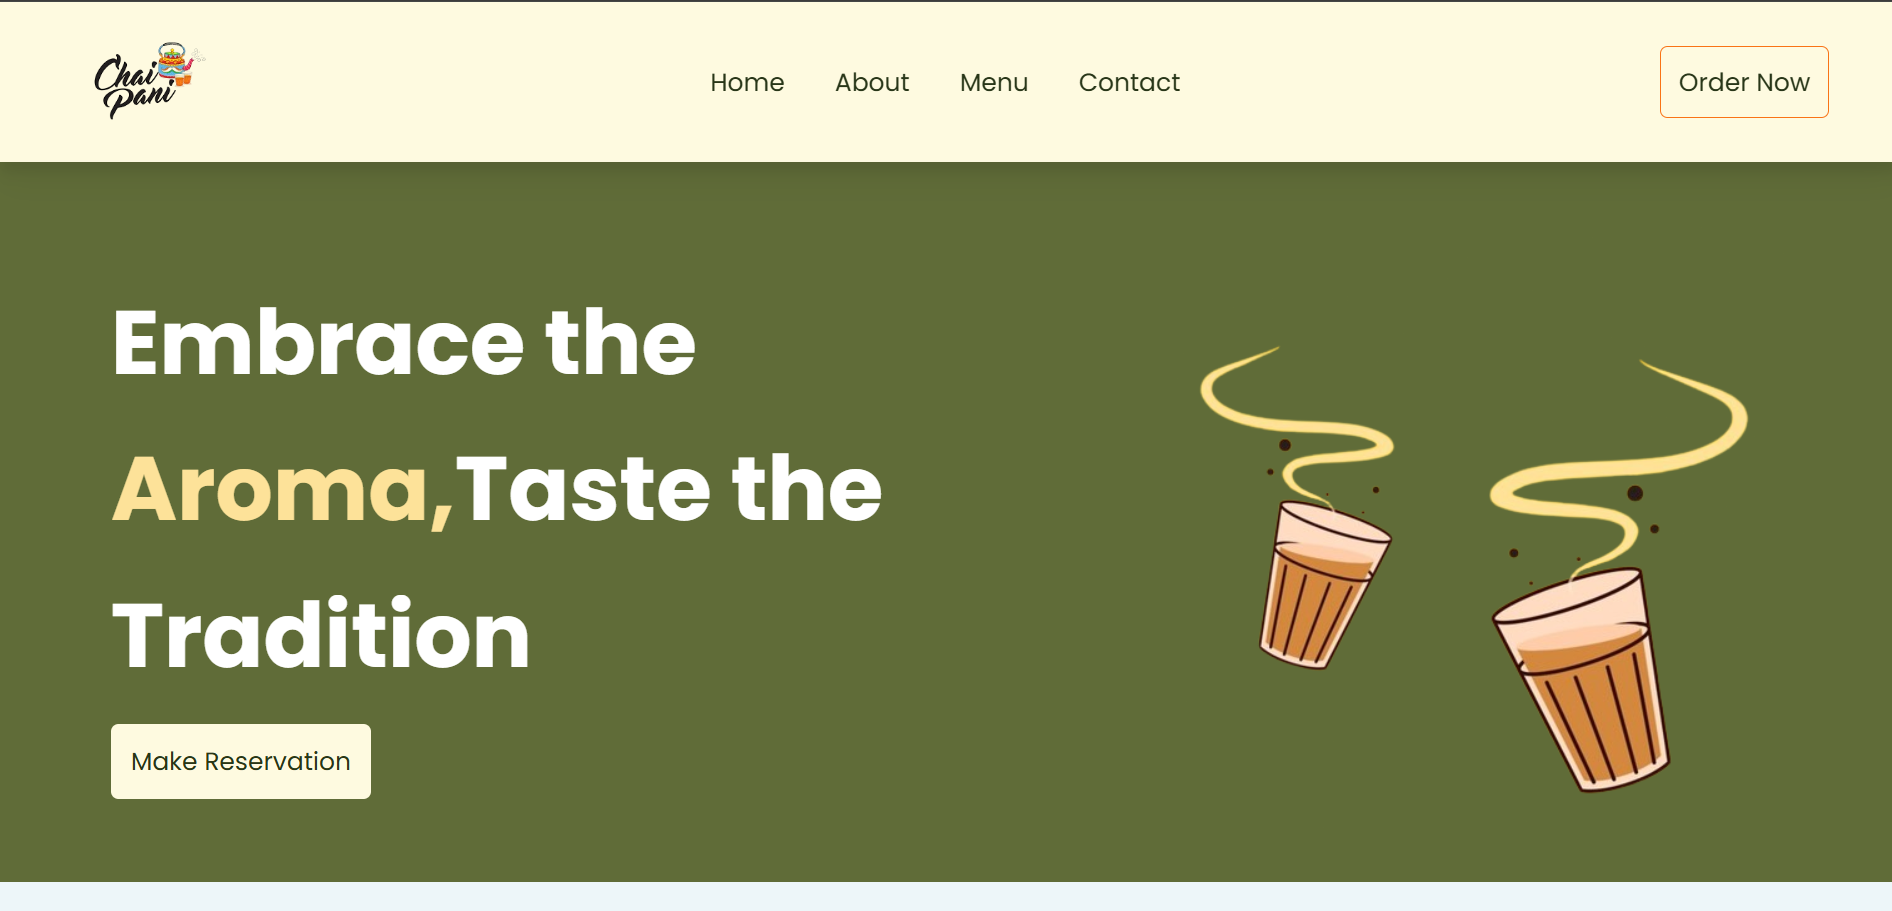 Chai
Pani
Home About Menu Contact
Order Now
Embrace the
Aroma,Taste the
Tradition
Make Reservation